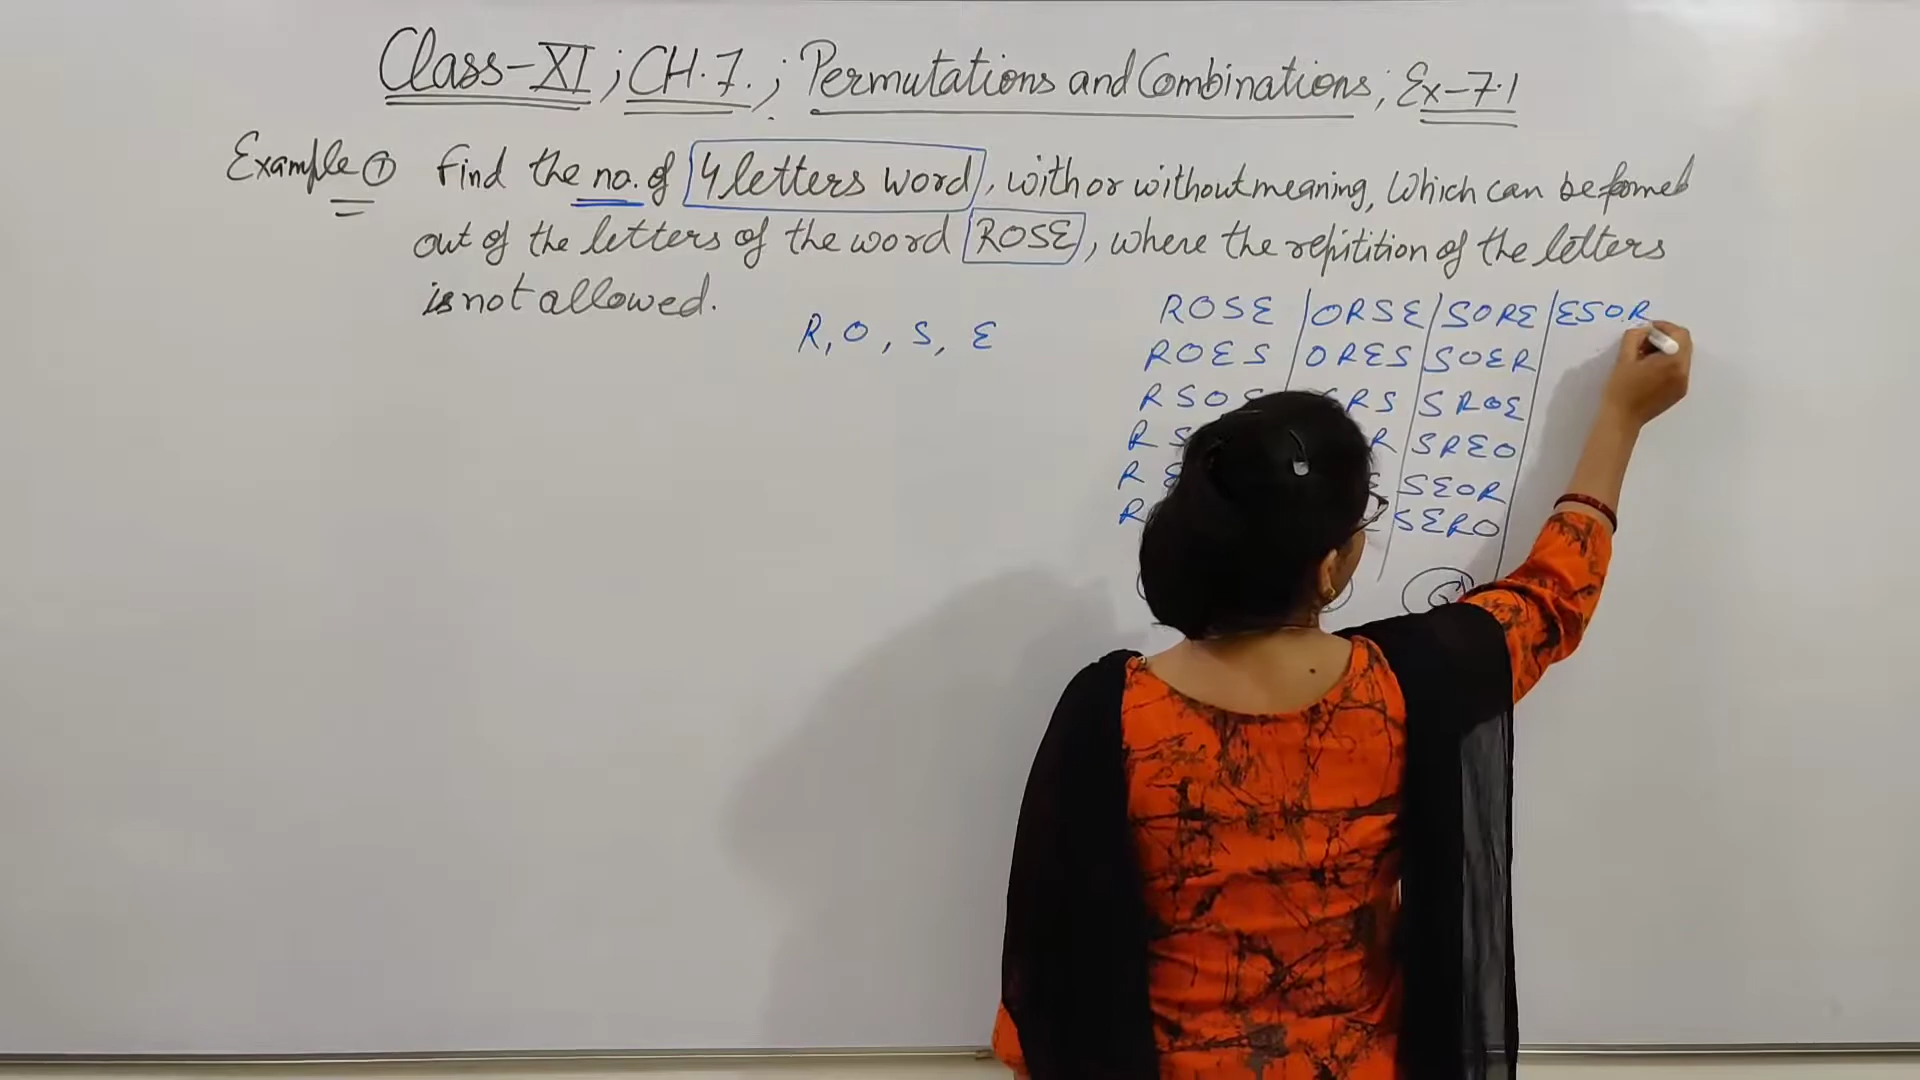 Class-XI ; CH.7. ; Permutations and Combinations ; Ex-7.1
Example ① Find the no. of 4 letters word, with or without meaning, Which can be formed
out of the letters of the word ROSE, where the repitition of the letters
is not allowed.
R, O, S, E
ROSE ORSE SORE ESOR
ROES ORES SOER
RSO RS SROE
RS R SREO
R SEOR
R SERO
6